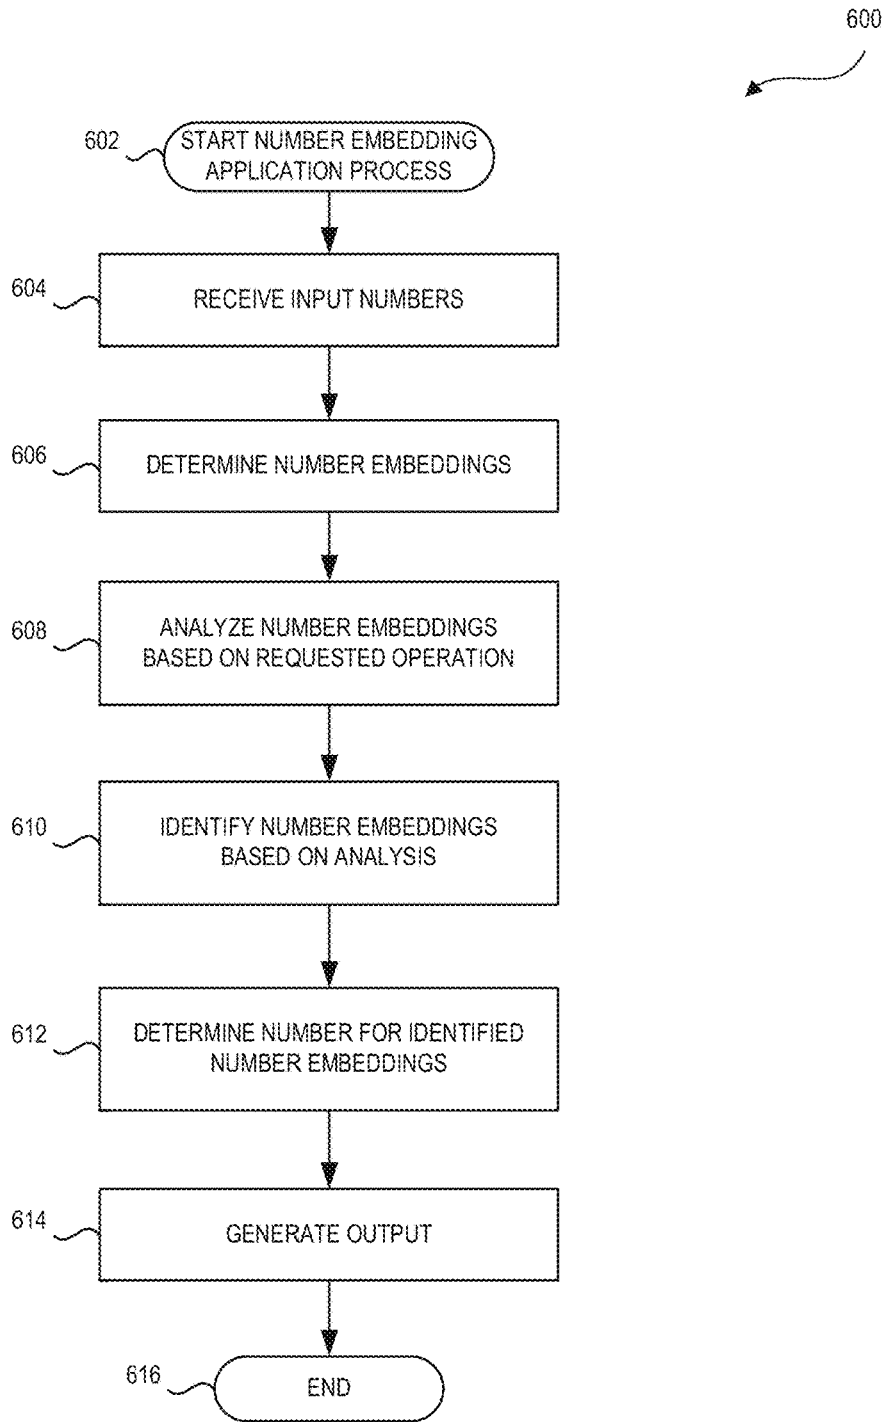 600
602
START NUMBER EMBEDDING
APPLICATION PROCESS
604
RECEIVE INPUT NUMBERS
606
DETERMINE NUMBER EMBEDDINGS
608
ANALYZE NUMBER EMBEDDINGS
BASED ON REQUESTED OPERATION
610
IDENTIFY NUMBER EMBEDDINGS
BASED ON ANALYSIS
612
DETERMINE NUMBER FOR IDENTIFIED
NUMBER EMBEDDINGS
614
GENERATE OUTPUT
616
END